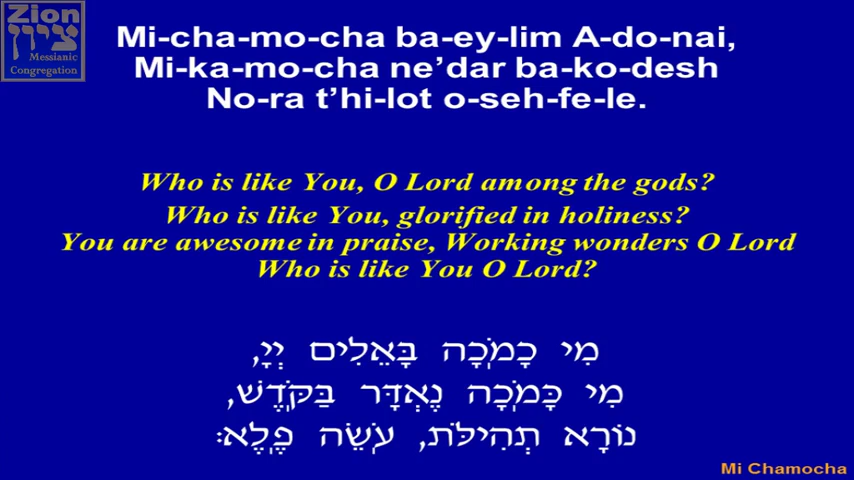 Zion
ציון
Messianic
Congregation
Mi-cha-mo-cha ba-ey-lim A-do-nai,
Mi-ka-mo-cha ne’dar ba-ko-desh
No-ra t’hi-lot o-seh-fe-le.
Who is like You, O Lord among the gods?
Who is like You, glorified in holiness?
You are awesome in praise, Working wonders O Lord
Who is like You O Lord?
מִי כָמֹֽכָה בָּאֵלִים יְיָ,
מִי כָּמֹֽכָה נֶאְדָּר בַּקֹּֽדֶשׁ,
נוֹרָא תְהִילֹּת, עֹֽשֵׂה פֶֽלֶא׃
Mi Chamocha